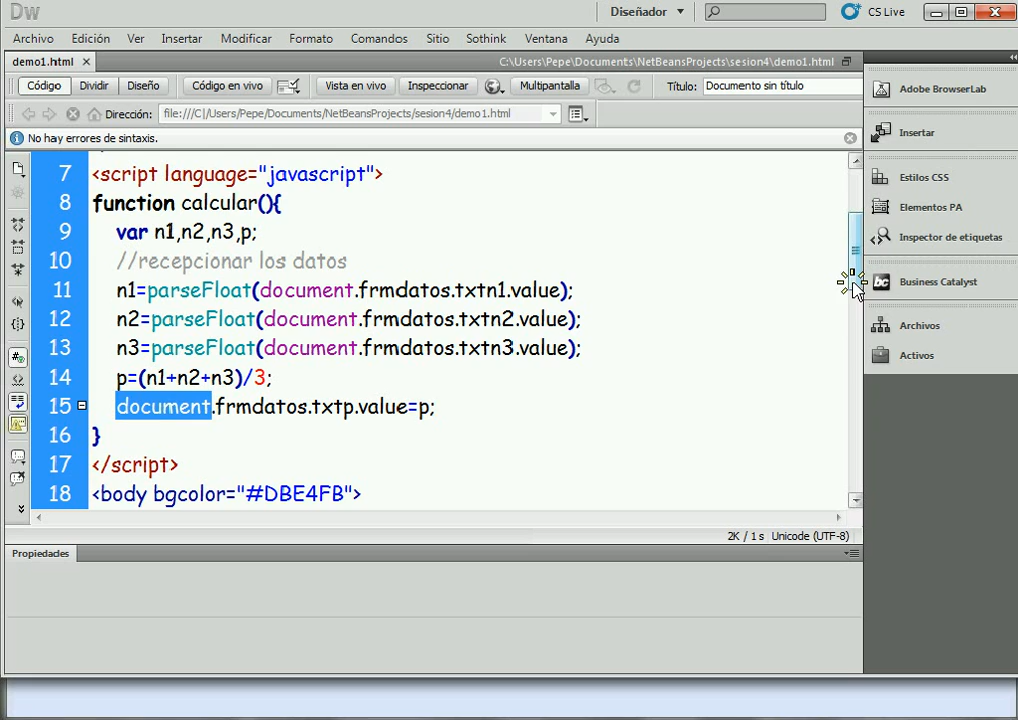 Dw
Diseñador
CS Live
Archivo Edición Ver Insertar Modificar Formato Comandos Sitio Sothink Ventana Ayuda
demo1.html
C:\Users\Pepe\Documents\NetBeansProjects\sesion4\demo1.html
Código Dividir Diseño Código en vivo Vista en vivo Inspeccionar Multipantalla Título: Documento sin título
Dirección: file:///C|/Users/Pepe/Documents/NetBeansProjects/sesion4/demo1.html
No hay errores de sintaxis.
7 <script language="javascript">
8 function calcular(){
9 var n1,n2,n3,p;
10 //recepcionar los datos
11 n1=parseFloat(document.frmdatos.txtn1.value);
12 n2=parseFloat(document.frmdatos.txtn2.value);
13 n3=parseFloat(document.frmdatos.txtn3.value);
14 p=(n1+n2+n3)/3;
15 document.frmdatos.txtp.value=p;
16 }
17 </script>
18 <body bgcolor="#DBE4FB">
2K / 1 s Unicode (UTF-8)
Propiedades
Adobe BrowserLab
Insertar
Estilos CSS
Elementos PA
Inspector de etiquetas
bc Business Catalyst
Archivos
Activos